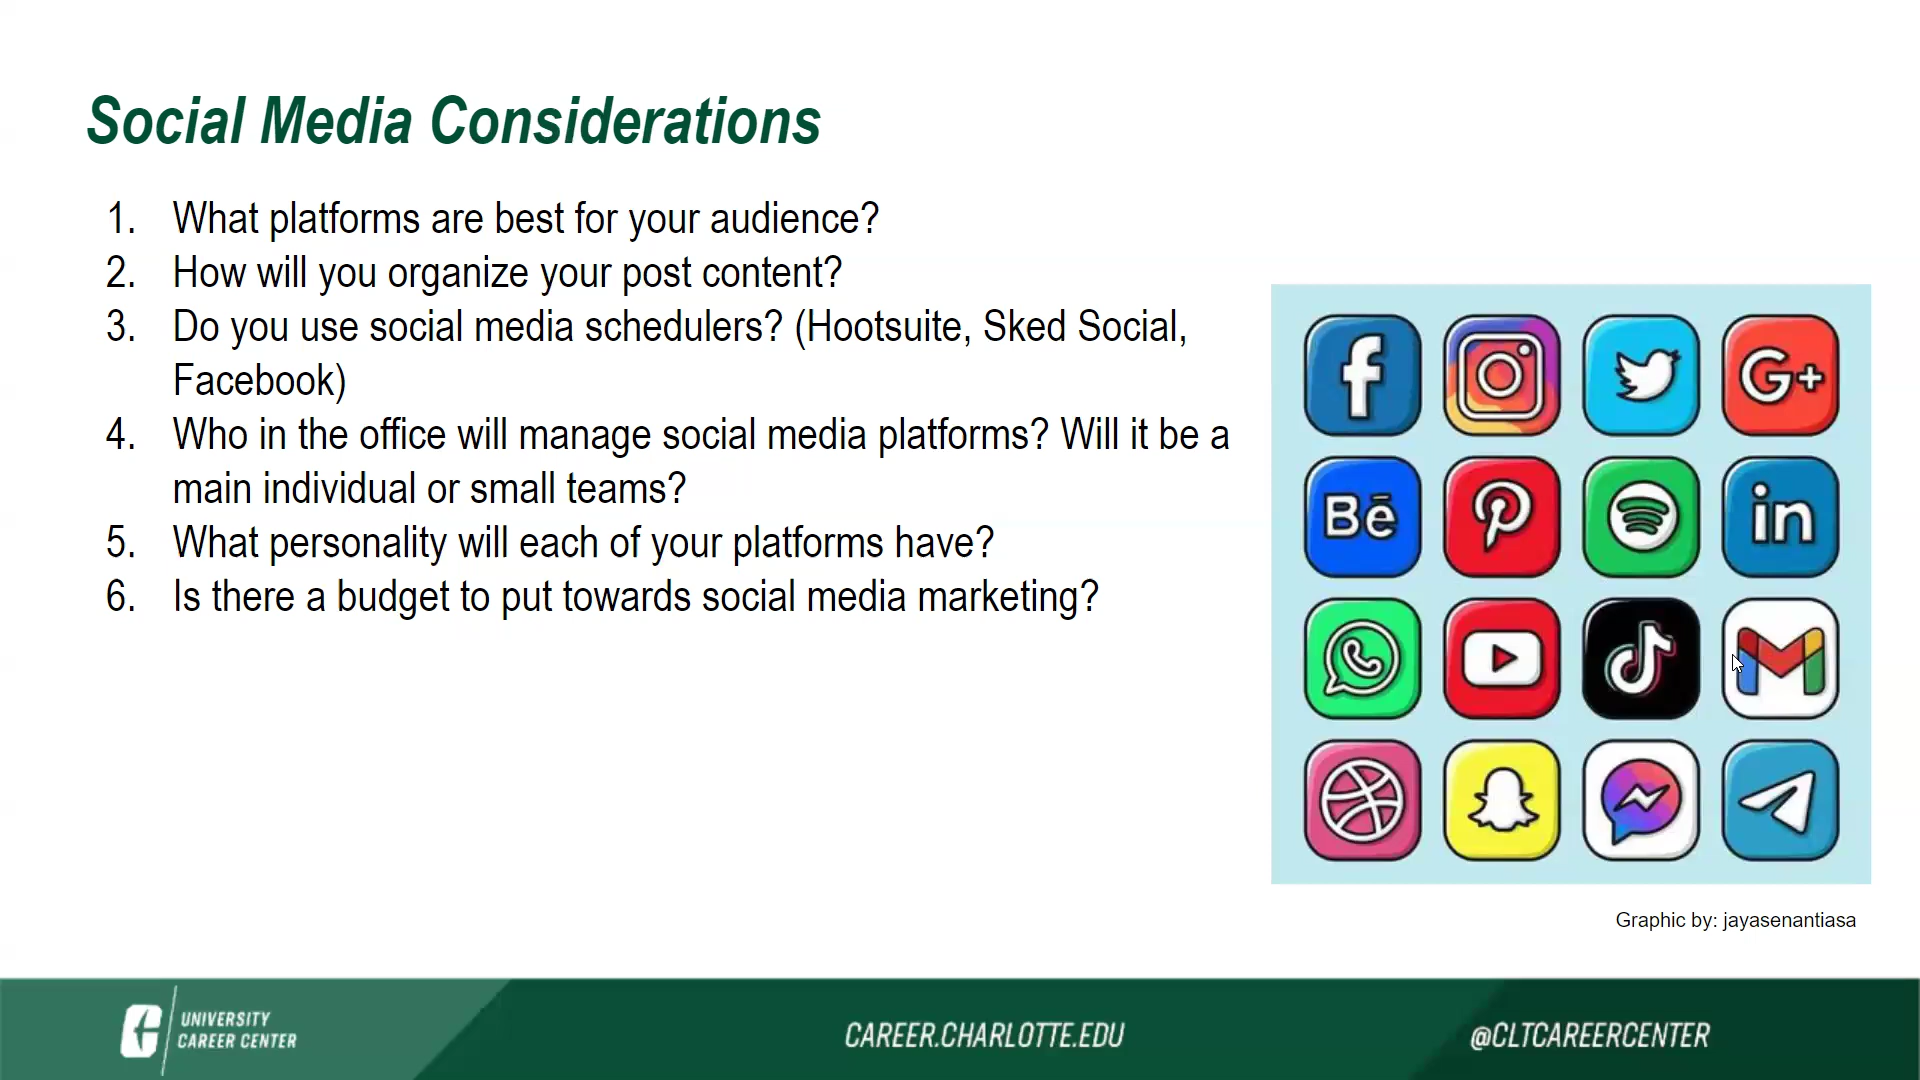 Social Media Considerations
1. What platforms are best for your audience?
2. How will you organize your post content?
3. Do you use social media schedulers? (Hootsuite, Sked Social,
Facebook)
4. Who in the office will manage social media platforms? Will it be a
main individual or small teams?
5. What personality will each of your platforms have?
6. Is there a budget to put towards social media marketing?
f
G+
Bē
in
Graphic by: jayasenantiasa
UNIVERSITY
CAREER CENTER
CAREER.CHARLOTTE.EDU
@CLTCAREERCENTER